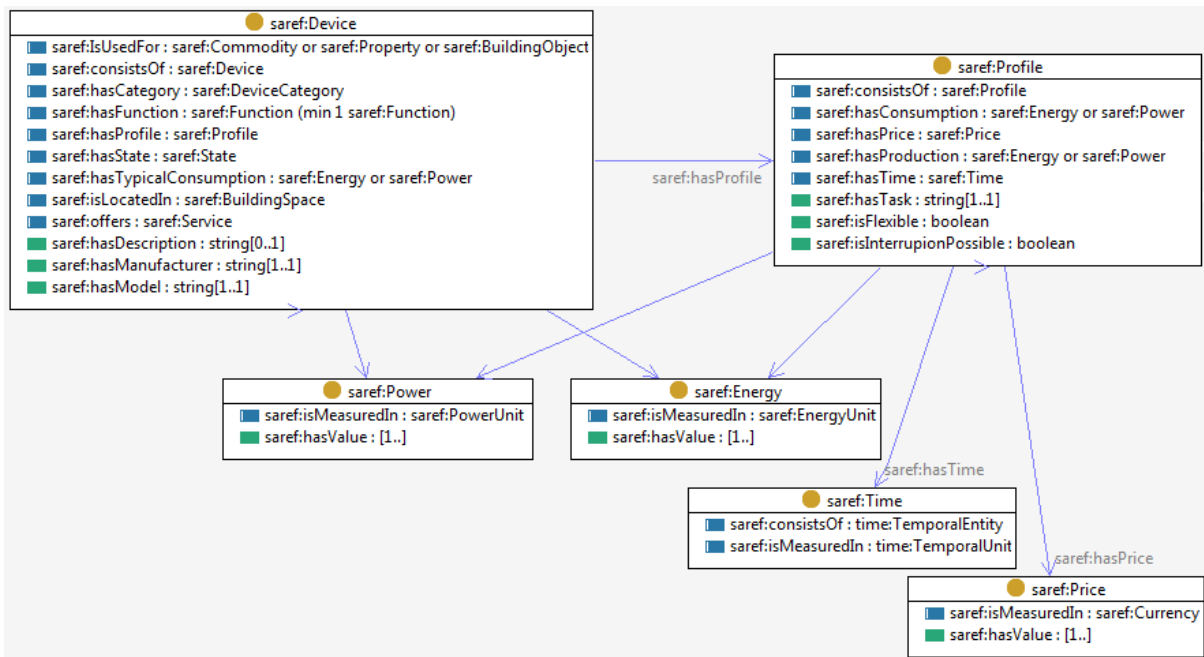 saref:Device
saref:IsUsedFor : saref:Commodity or saref:Property or saref:BuildingObject
saref:consistsOf : saref:Device
saref:hasCategory : saref:DeviceCategory
saref:hasFunction : saref:Function (min 1 saref:Function)
saref:hasProfile : saref:Profile
saref:hasState : saref:State
saref:hasTypicalConsumption : saref:Energy or saref:Power
saref:isLocatedIn : saref:BuildingSpace
saref:offers : saref:Service
saref:hasDescription : string[0..1]
saref:hasManufacturer : string[1..1]
saref:hasModel : string[1..1]
saref:hasProfile
saref:Profile
saref:consistsOf : saref:Profile
saref:hasConsumption : saref:Energy or saref:Power
saref:hasPrice : saref:Price
saref:hasProduction : saref:Energy or saref:Power
saref:hasTime : saref:Time
saref:hasTask : string[1..1]
saref:isFlexible : boolean
saref:isInterrupionPossible : boolean
saref:Power
saref:isMeasuredIn : saref:PowerUnit
saref:hasValue : [1..]
saref:Energy
saref:isMeasuredIn : saref:EnergyUnit
saref:hasValue : [1..]
saref:hasTime
saref:Time
saref:consistsOf : time:TemporalEntity
saref:isMeasuredIn : time:TemporalUnit
saref:hasPrice
saref:Price
saref:isMeasuredIn : saref:Currency
saref:hasValue : [1..]